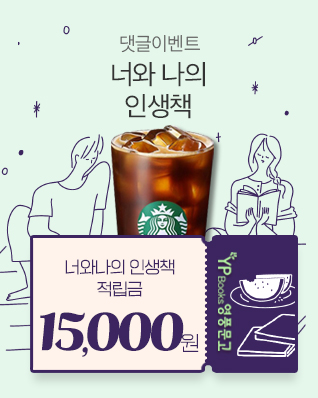 댓글이벤트
너와 나의
인생책
너와나의 인생책
적립금
15,000원
YP Books 영풍문고